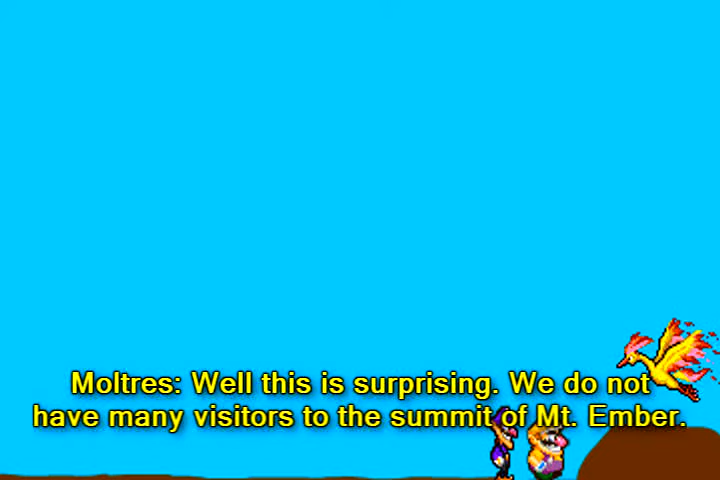 Moltres: Well this is surprising. We do not
have many visitors to the summit of Mt. Ember.